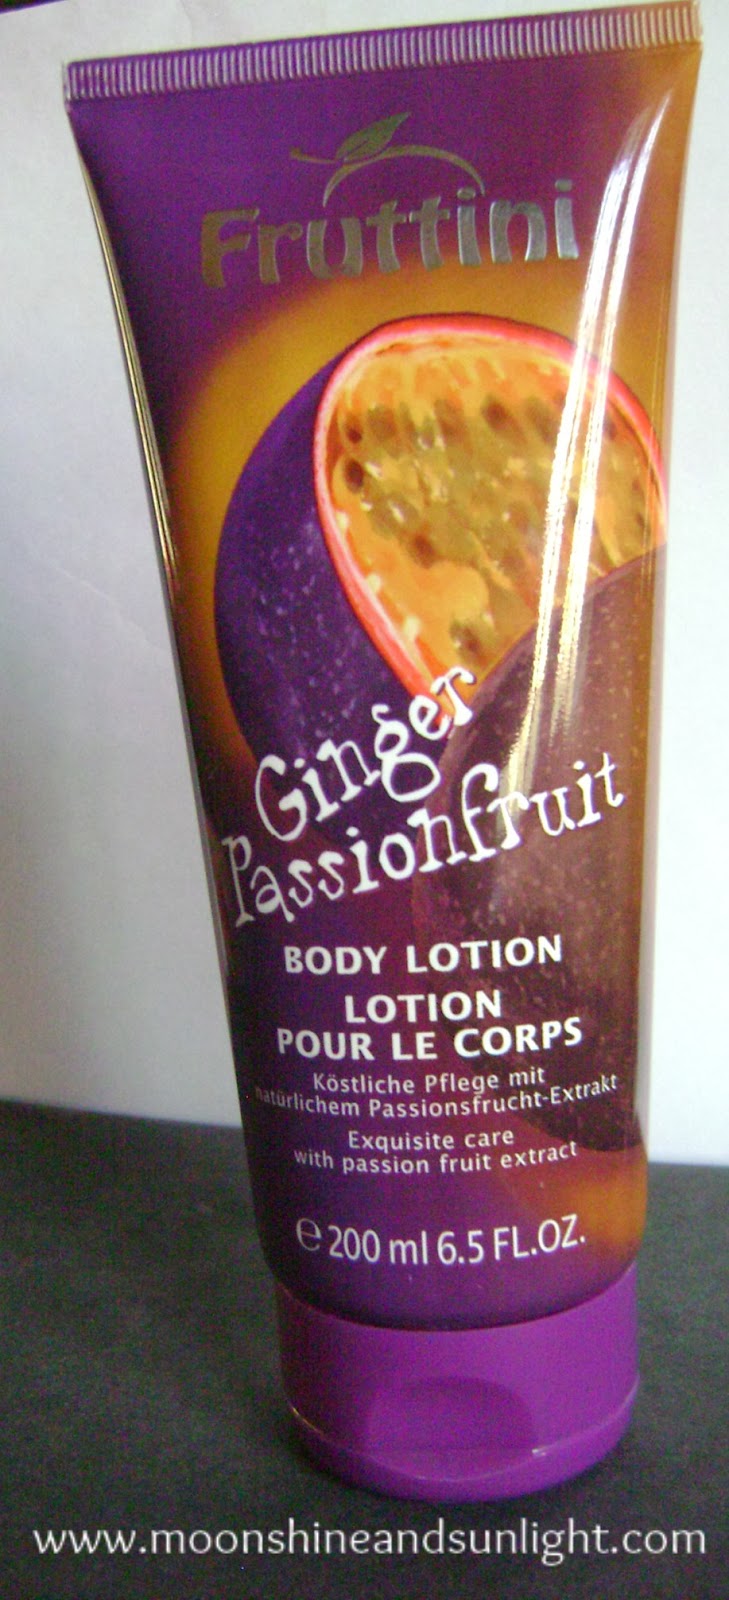 Fruttini
Ginger
Passionfruit
BODY LOTION
LOTION
POUR LE CORPS
Köstliche Pflege mit
natürlichem Passionsfrucht-Extrakt
Exquisite care
with passion fruit extract
℮ 200 ml 6.5 FL.OZ.
www.moonshineandsunlight.com